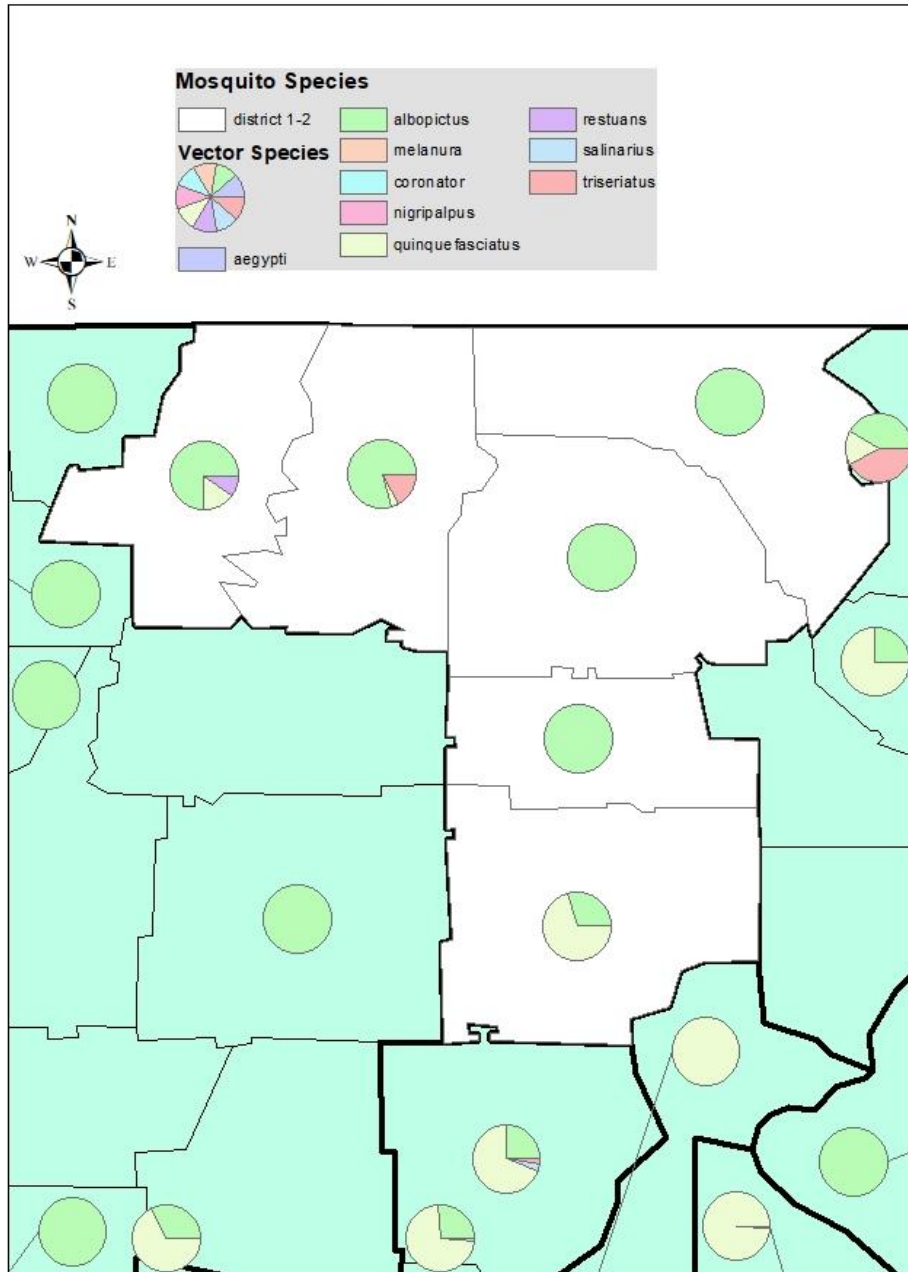 Mosquito Species
district 1-2
albopictus
restuans
Vector Species
melanura
salinarius
coronator
triseriatus
nigripalpus
aegypti
quinquefasciatus
N
W E
S